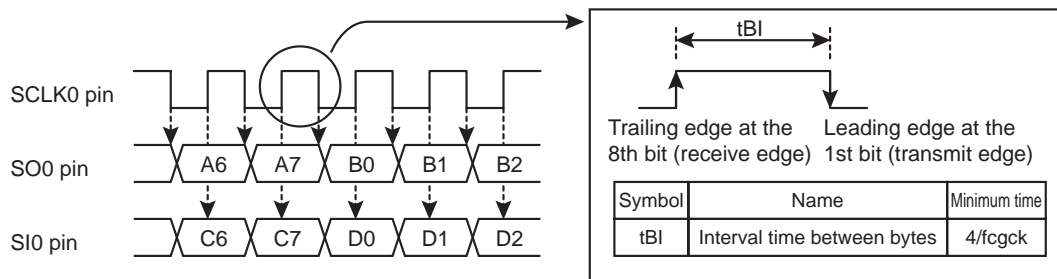 SCLK0 pin
SO0 pin
A6 A7 B0 B1 B2
SI0 pin
C6 C7 D0 D1 D2
tBI
Trailing edge at the
8th bit (receive edge)
Leading edge at the
1st bit (transmit edge)
Symbol Name Minimum time
tBI Interval time between bytes 4/fcgck